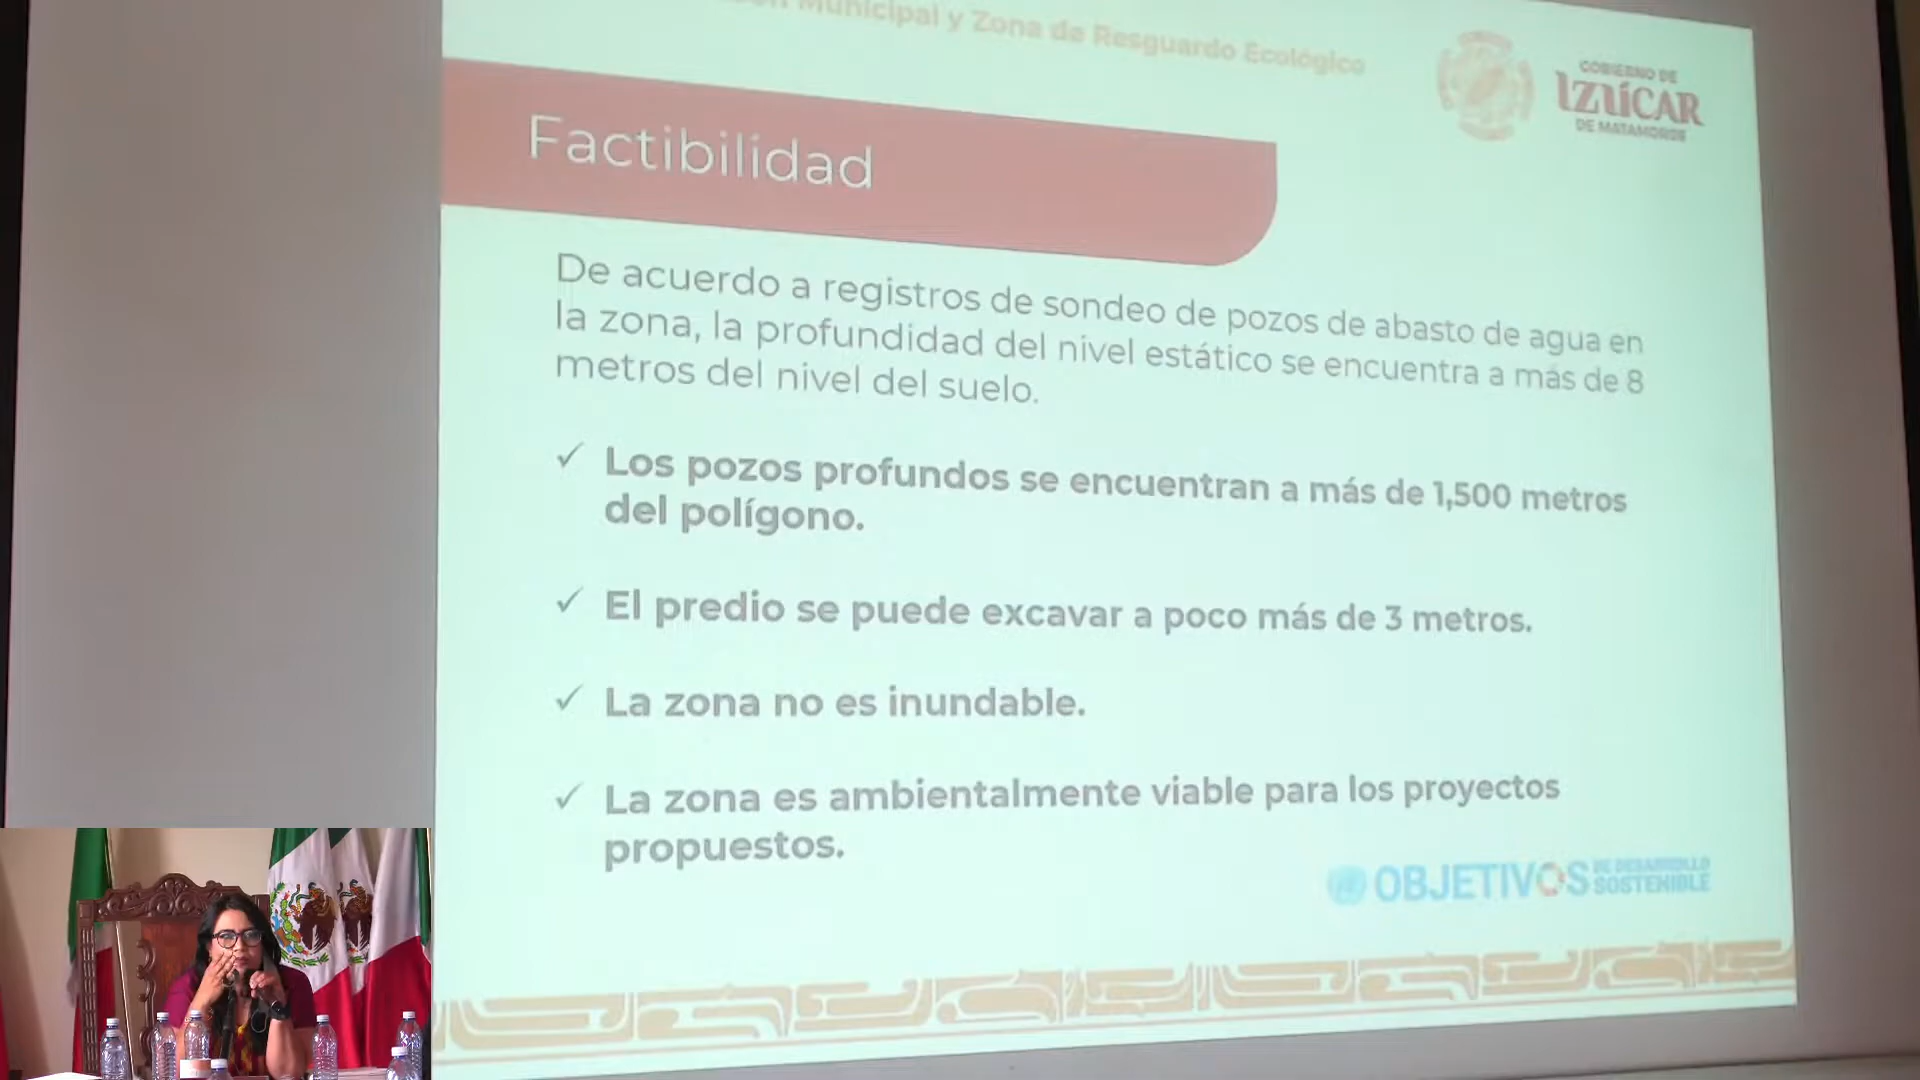 Municipal y Zona de Resguardo Ecológico
GOBIERNO DE
IZÚCAR
DE MATAMOROS
Factibilidad
De acuerdo a registros de sondeo de pozos de abasto de agua en
la zona, la profundidad del nivel estático se encuentra a más de 8
metros del nivel del suelo.
✓ Los pozos profundos se encuentran a más de 1,500 metros
del polígono.
✓ El predio se puede excavar a poco más de 3 metros.
✓ La zona no es inundable.
✓ La zona es ambientalmente viable para los proyectos
propuestos.
OBJETIVOS DE DESARROLLO
SOSTENIBLE